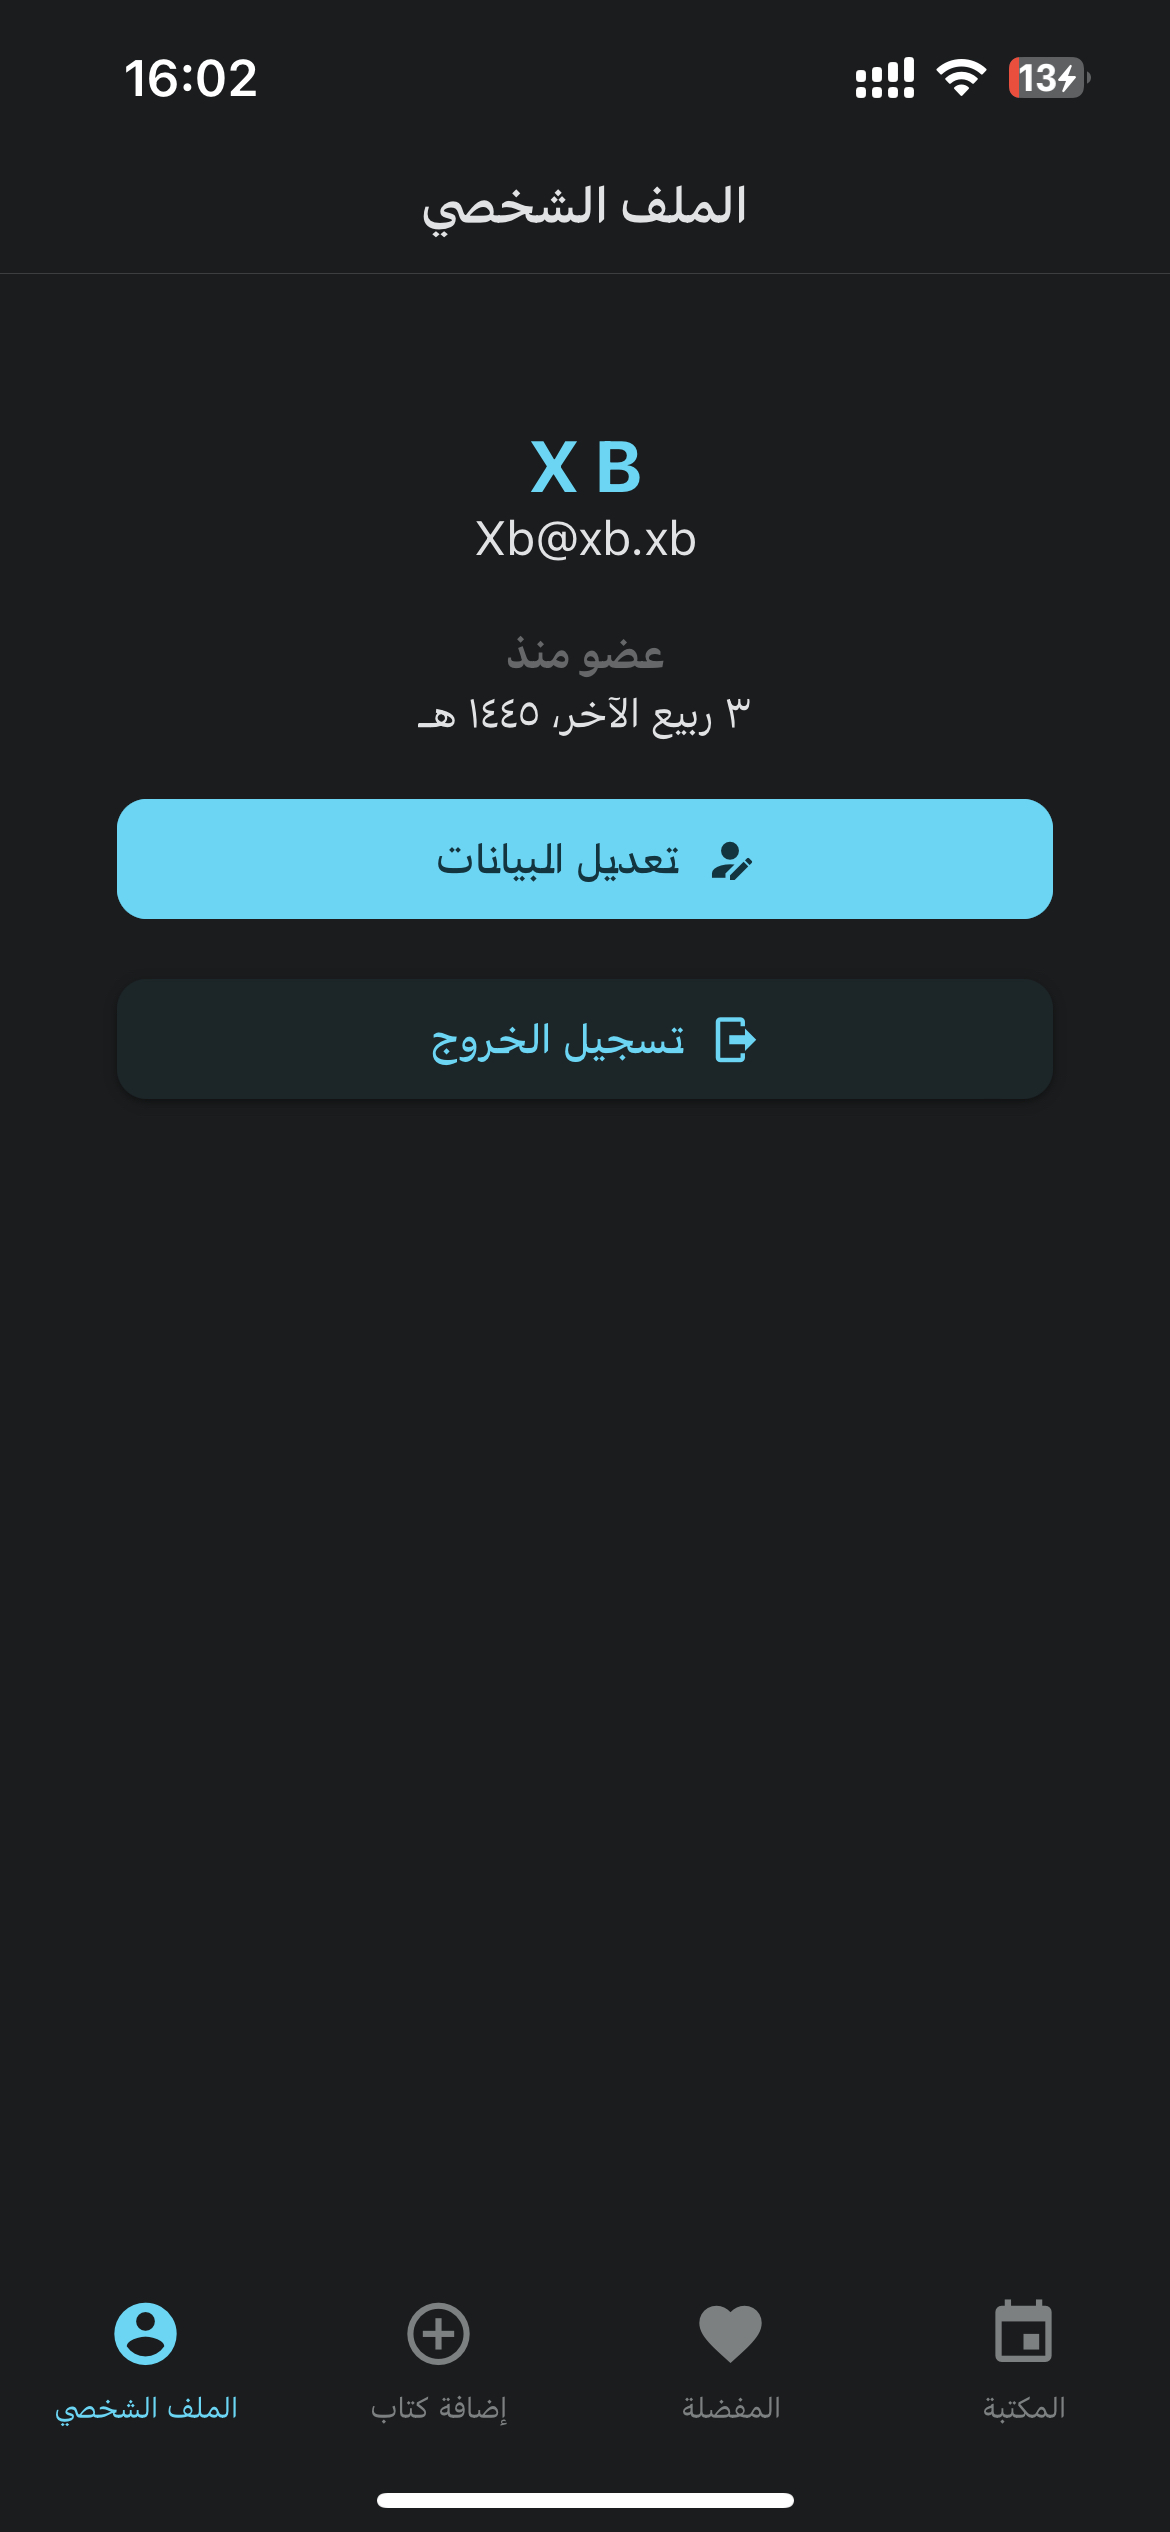 16:02
13
الملف الشخصي
X B
Xb@xb.xb
عضو منذ
٣ ربيع الآخر، ١٤٤٥ هـ
تعديل البيانات
تسجيل الخروج
المكتبة
المفضلة
إضافة كتاب
الملف الشخصي